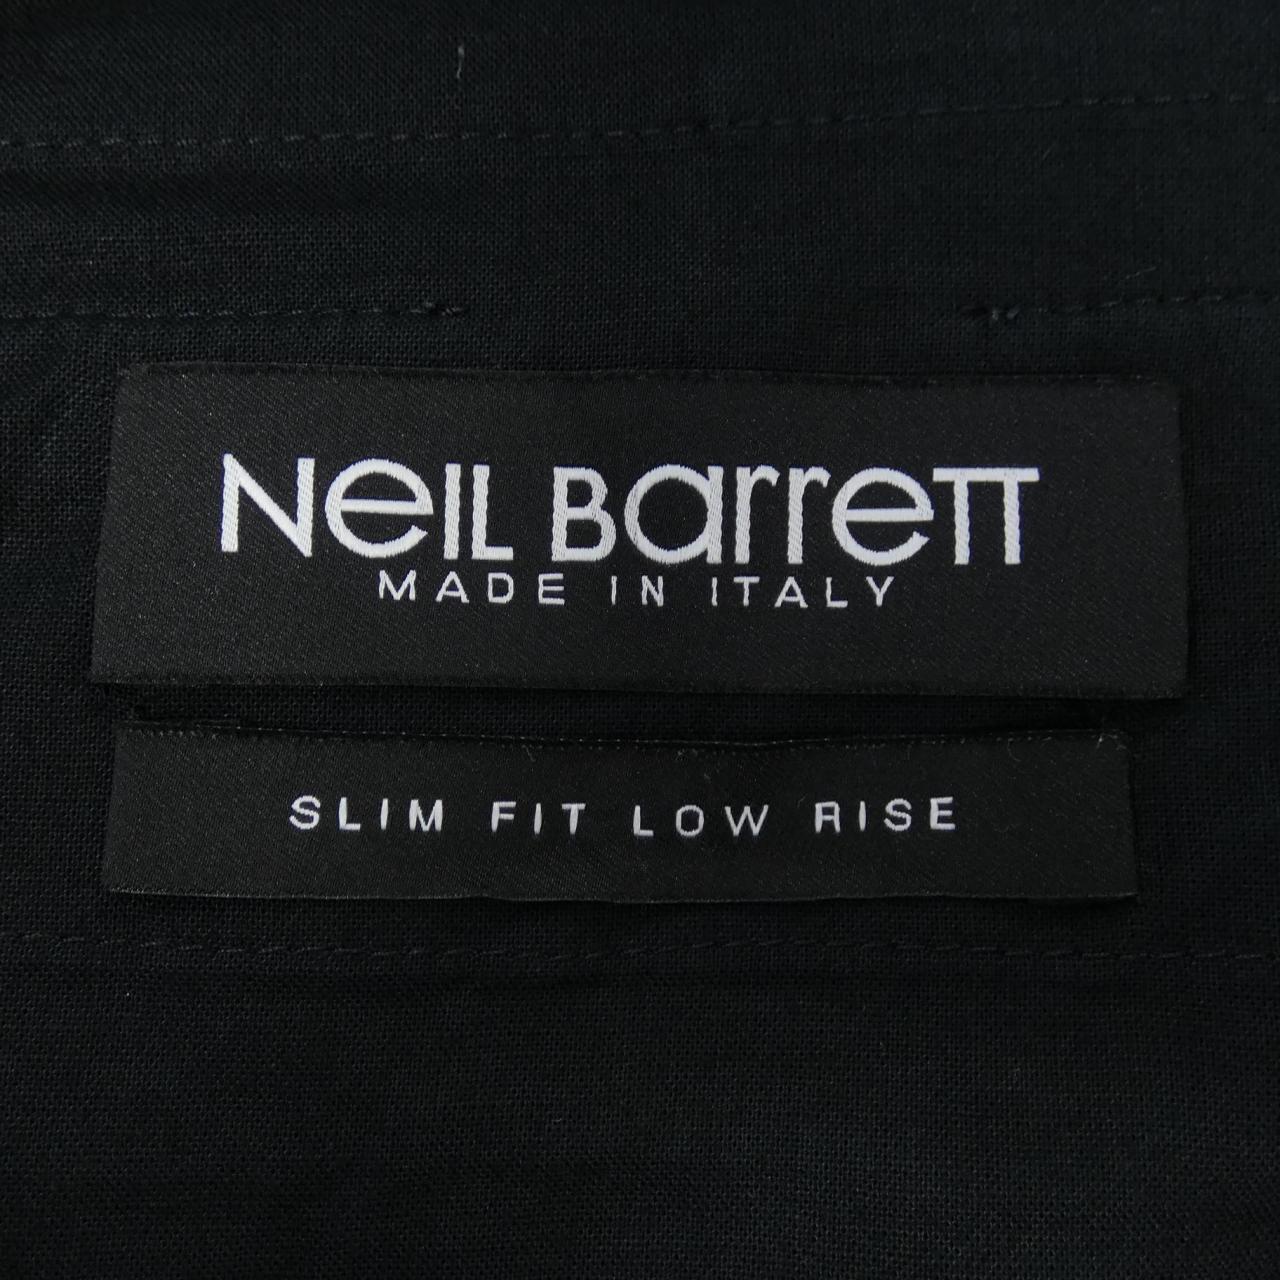 NeIL BarreTT
MADE IN ITALY
SLIM FIT LOW RISE